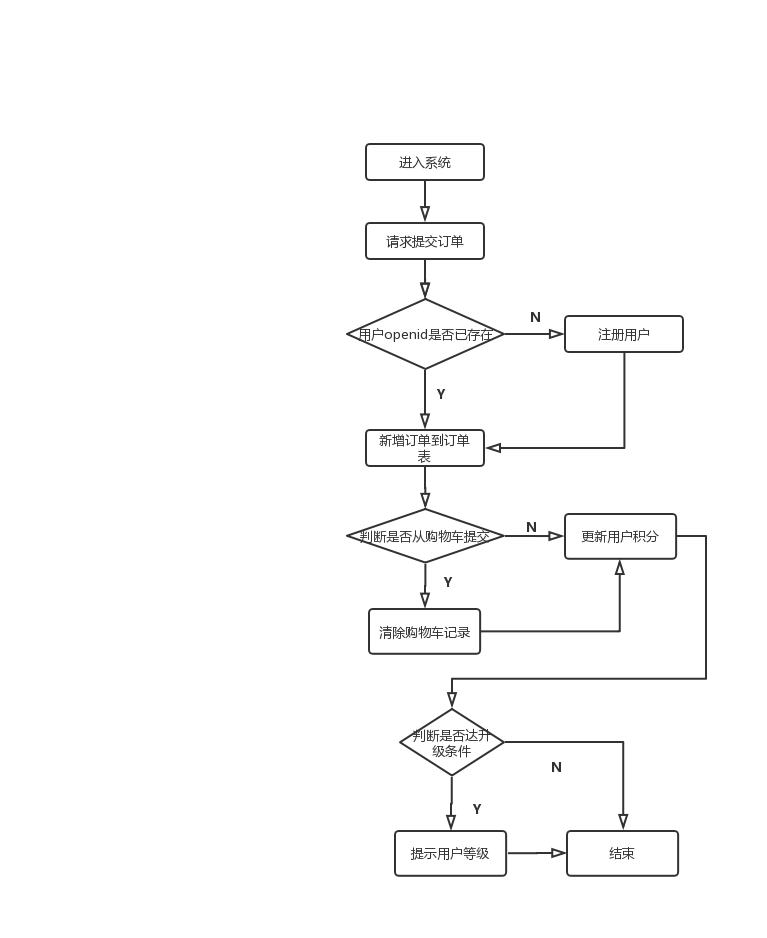 进入系统
请求提交订单
用户openid是否已存在
N
注册用户
Y
新增订单到订单
表
判断是否从购物车提交
N
更新用户积分
Y
清除购物车记录
判断是否达升
级条件
N
Y
提示用户等级
结束